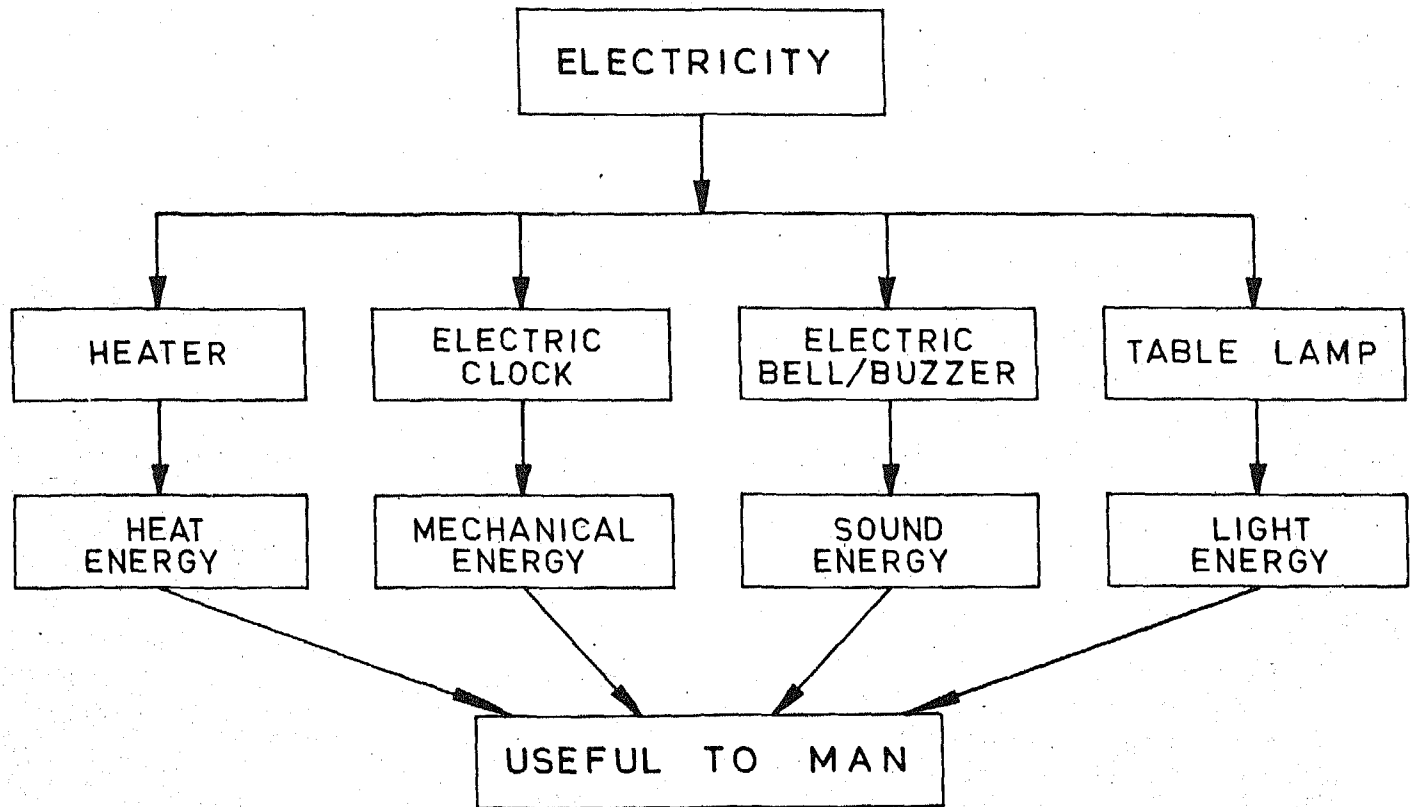 ELECTRICITY
HEATER
ELECTRIC
CLOCK
ELECTRIC
BELL/BUZZER
TABLE LAMP
HEAT
ENERGY
MECHANICAL
ENERGY
SOUND
ENERGY
LIGHT
ENERGY
USEFUL TO MAN